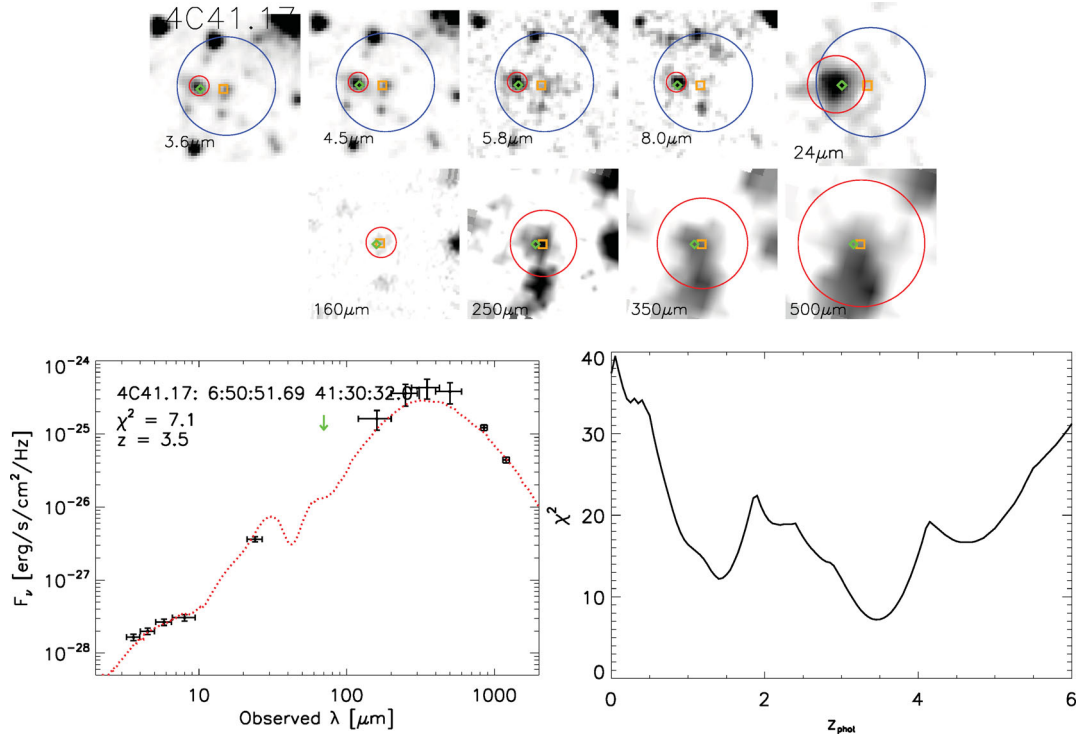 4C41.17
3.6μm
4.5μm
5.8μm
8.0μm
24μm
160μm
250μm
350μm
500μm
10⁻²⁴
10⁻²⁵
10⁻²⁶
10⁻²⁷
10⁻²⁸
F_ν [erg/s/cm²/Hz]
4C41.17: 6:50:51.69 41:30:32.0
χ² = 7.1
z = 3.5
10
100
1000
Observed λ [μm]
40
30
20
10
0
χ²
0
2
4
6
z_phot